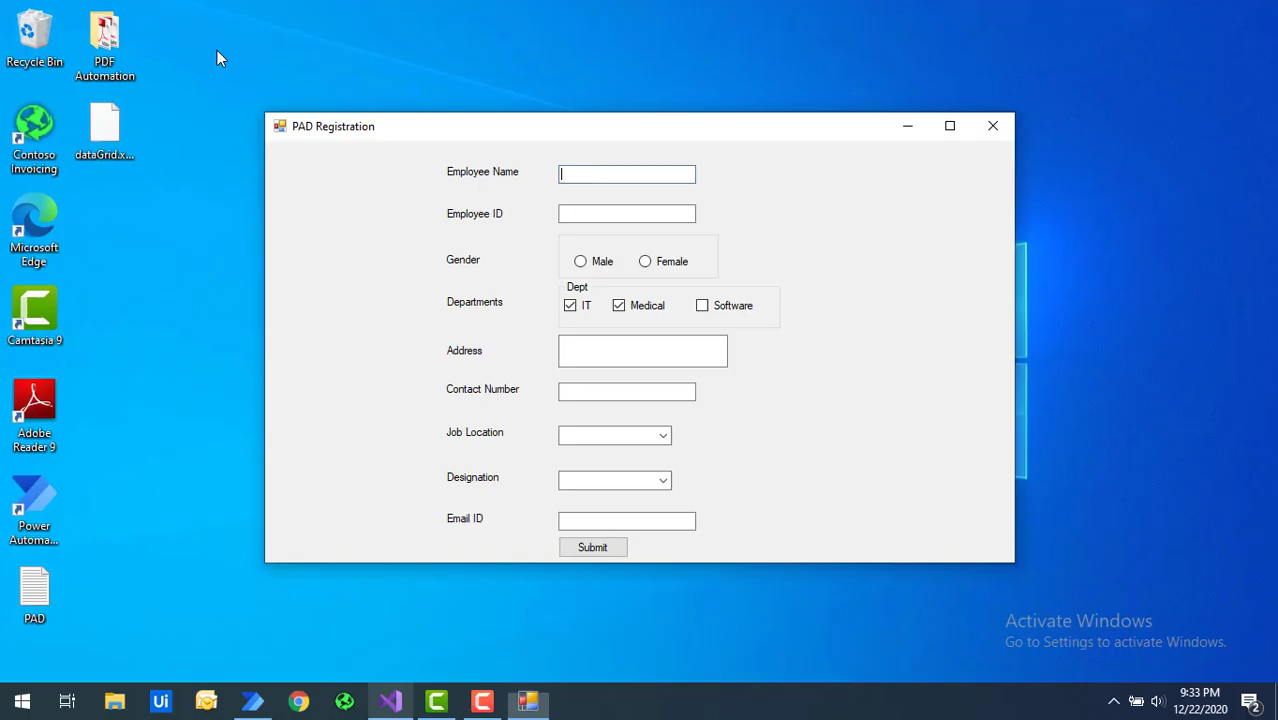 Recycle Bin
PDF
Automation
Contoso
Invoicing
dataGrid.x...
Microsoft
Edge
Camtasia 9
Adobe
Reader 9
Power
Automa...
PAD
PAD Registration
Employee Name
Employee ID
Gender
Male
Female
Departments
Dept
IT
Medical
Software
Address
Contact Number
Job Location
Designation
Email ID
Submit
Activate Windows
Go to Settings to activate Windows.
Ui
9:33 PM
12/22/2020
2